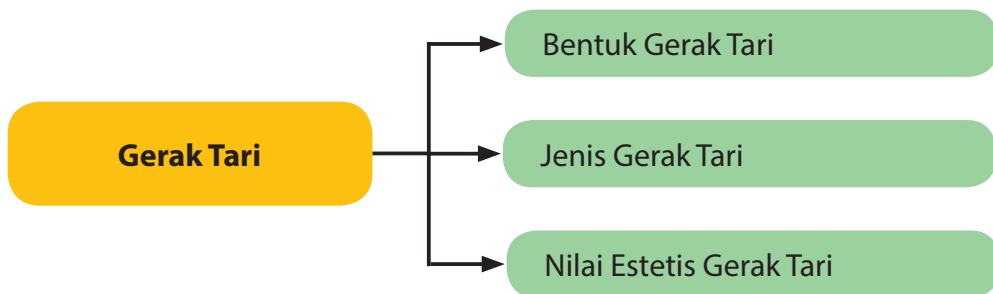 Bentuk Gerak Tari
Gerak Tari
Jenis Gerak Tari
Nilai Estetis Gerak Tari